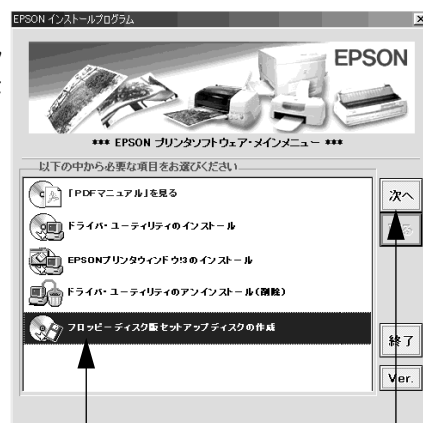 EPSON インストールプログラム
EPSON
*** EPSON プリンタソフトウェア・メインメニュー ***
以下の中から必要な項目をお選びください
「PDFマニュアル」を見る
ドライバ・ユーティリティのインストール
EPSONプリンタウィンドウ!3のインストール
ドライバ・ユーティリティのアンインストール(削除)
フロッピーディスク版セットアップディスクの作成
次へ
終了
Ver.